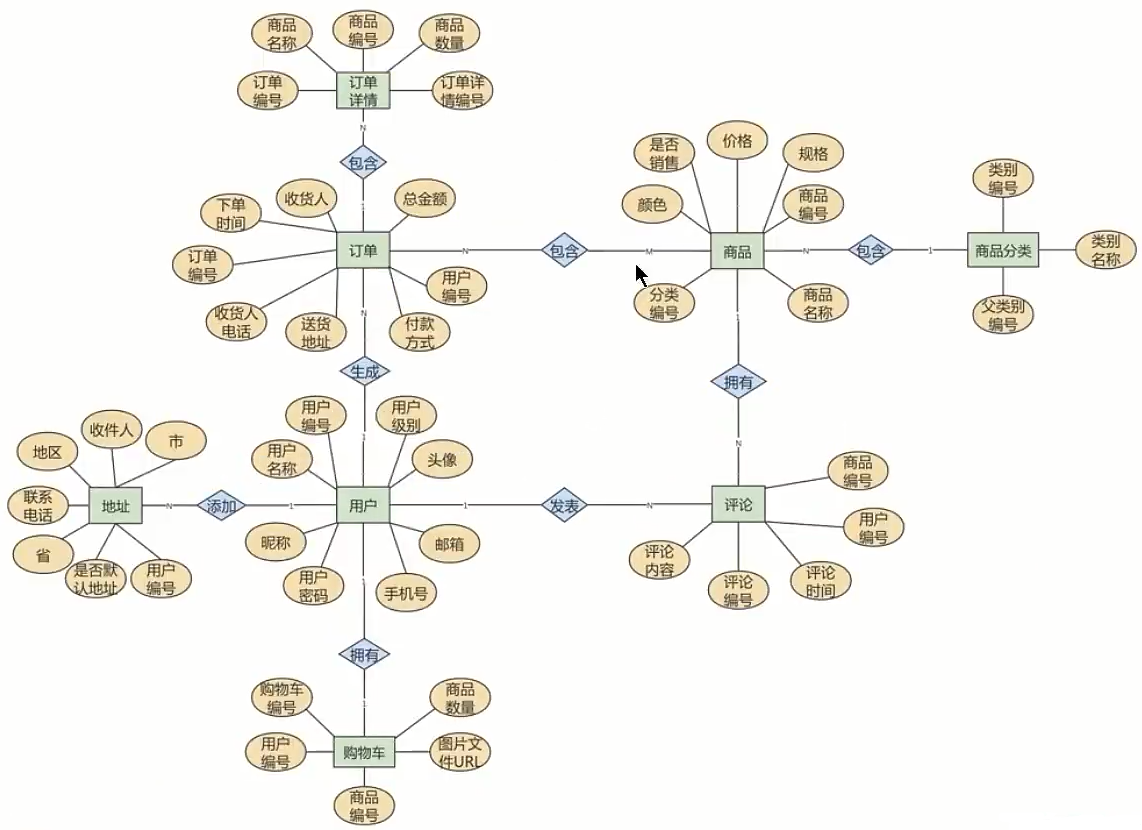 商品
名称
商品
编号
商品
数量
订单
编号
订单
详情
订单详
情编号
N
包含
1
下单
时间
收货人
总金额
订单
编号
订单
用户
编号
收货人
电话
送货
地址
付款
方式
N
包含
M
是否
销售
价格
规格
颜色
商品
编号
商品
分类
编号
商品
名称
N
包含
1
类别
编号
商品分类
类别
名称
父类别
编号
N
生成
1
1
拥有
N
地区
收件人
市
联系
电话
地址
省
是否默
认地址
用户
编号
N
添加
1
用户
编号
用户
级别
用户
名称
头像
用户
昵称
邮箱
用户
密码
手机号
1
发表
N
商品
编号
评论
用户
编号
评论
内容
评论
编号
评论
时间
1
拥有
1
购物车
编号
商品
数量
用户
编号
购物车
图片文
件URL
商品
编号